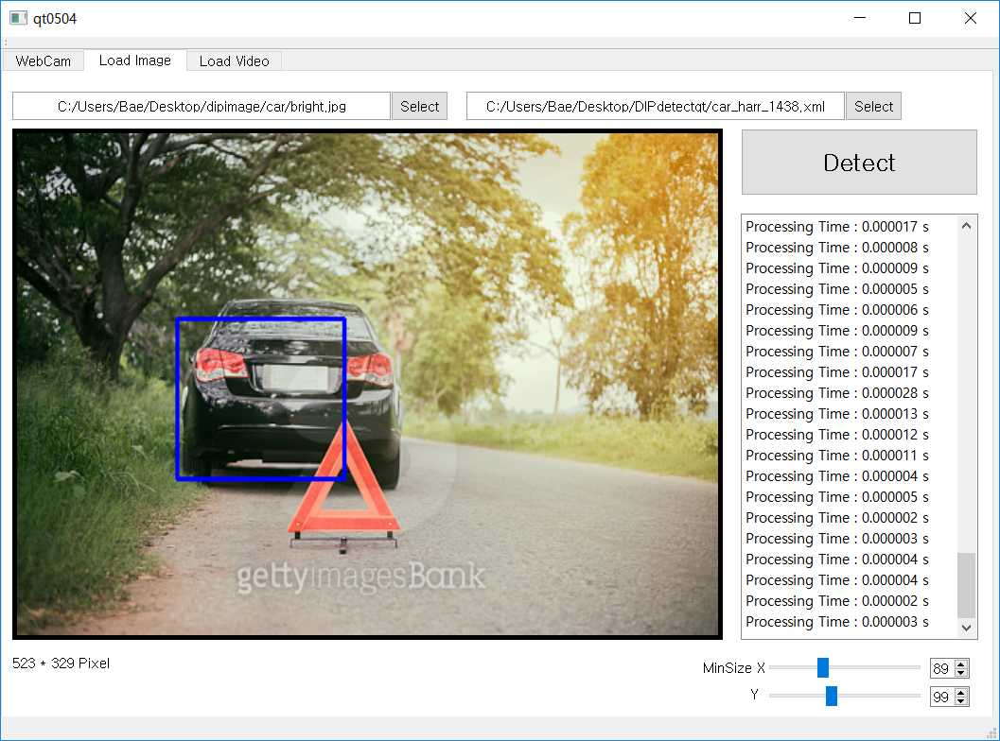 qt0504
WebCam Load Image Load Video
C:/Users/Bae/Desktop/dipimage/car/bright.jpg Select C:/Users/Bae/Desktop/DIPdetectqt/car_harr_1438.xml Select
Detect
Processing Time : 0.000017 s
Processing Time : 0.000008 s
Processing Time : 0.000009 s
Processing Time : 0.000005 s
Processing Time : 0.000006 s
Processing Time : 0.000009 s
Processing Time : 0.000007 s
Processing Time : 0.000017 s
Processing Time : 0.000028 s
Processing Time : 0.000013 s
Processing Time : 0.000012 s
Processing Time : 0.000011 s
Processing Time : 0.000004 s
Processing Time : 0.000005 s
Processing Time : 0.000002 s
Processing Time : 0.000003 s
Processing Time : 0.000004 s
Processing Time : 0.000004 s
Processing Time : 0.000002 s
Processing Time : 0.000003 s
gettyimagesBank
523 * 329 Pixel
MinSize X 89
Y 99